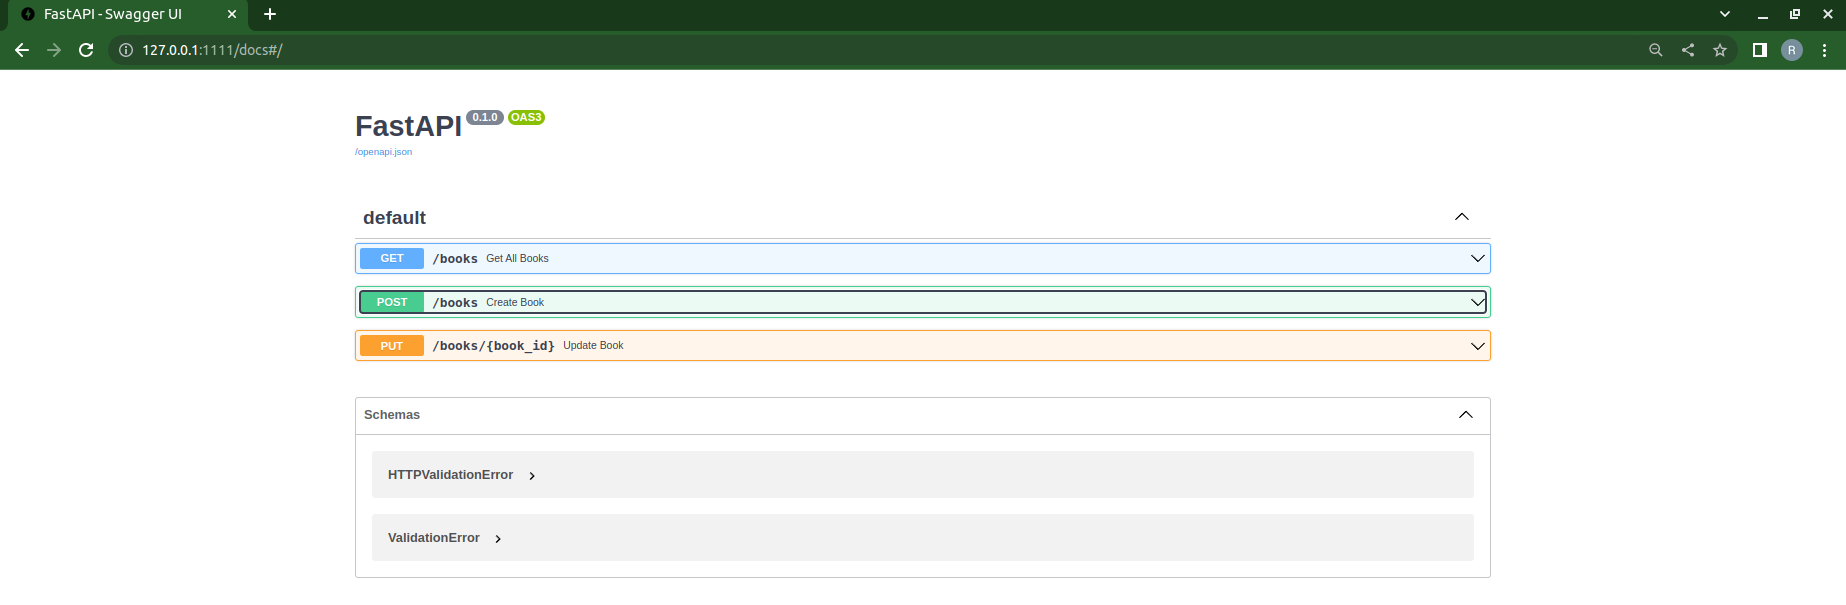 FastAPI - Swagger UI
127.0.0.1:1111/docs#/
R
FastAPI 0.1.0 OAS3
/openapi.json
default
GET /books Get All Books
POST /books Create Book
PUT /books/{book_id} Update Book
Schemas
HTTPValidationError
ValidationError